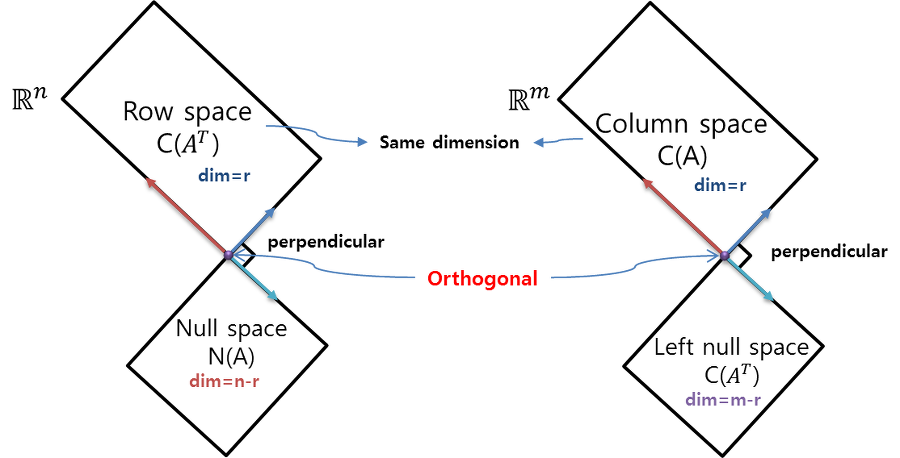 ℝⁿ
Row space
C(Aᵀ)
dim=r
Same dimension
ℝᵐ
Column space
C(A)
dim=r
perpendicular
Orthogonal
perpendicular
Null space
N(A)
dim=n-r
Left null space
C(Aᵀ)
dim=m-r